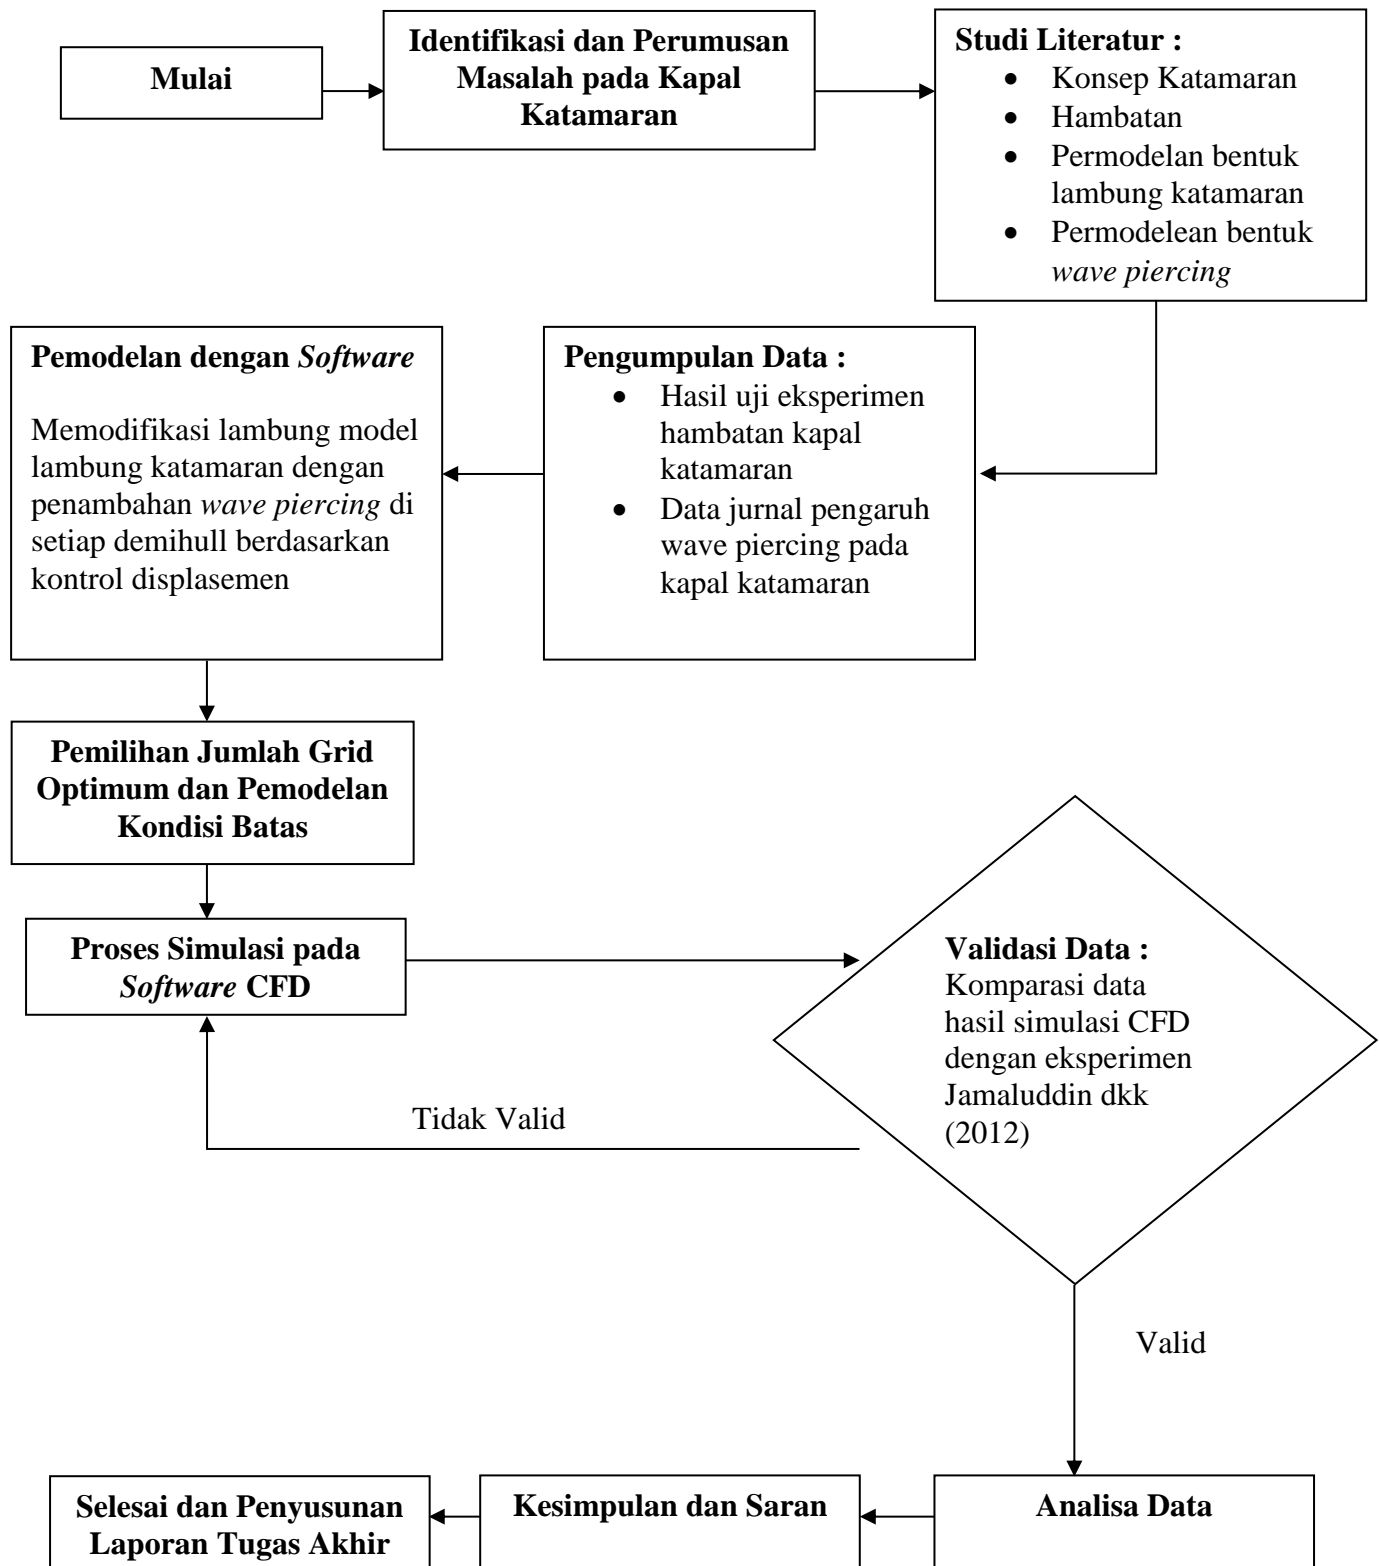 Mulai
Identifikasi dan Perumusan
Masalah pada Kapal
Katamaran
Studi Literatur :
• Konsep Katamaran
• Hambatan
• Permodelan bentuk
lambung katamaran
• Permodelean bentuk
wave piercing
Pengumpulan Data :
• Hasil uji eksperimen
hambatan kapal
katamaran
• Data jurnal pengaruh
wave piercing pada
kapal katamaran
Pemodelan dengan Software
Memodifikasi lambung model
lambung katamaran dengan
penambahan wave piercing di
setiap demihull berdasarkan
kontrol displasemen
Pemilihan Jumlah Grid
Optimum dan Pemodelan
Kondisi Batas
Proses Simulasi pada
Software CFD
Validasi Data :
Komparasi data
hasil simulasi CFD
dengan eksperimen
Jamaluddin dkk
(2012)
Tidak Valid
Valid
Analisa Data
Kesimpulan dan Saran
Selesai dan Penyusunan
Laporan Tugas Akhir